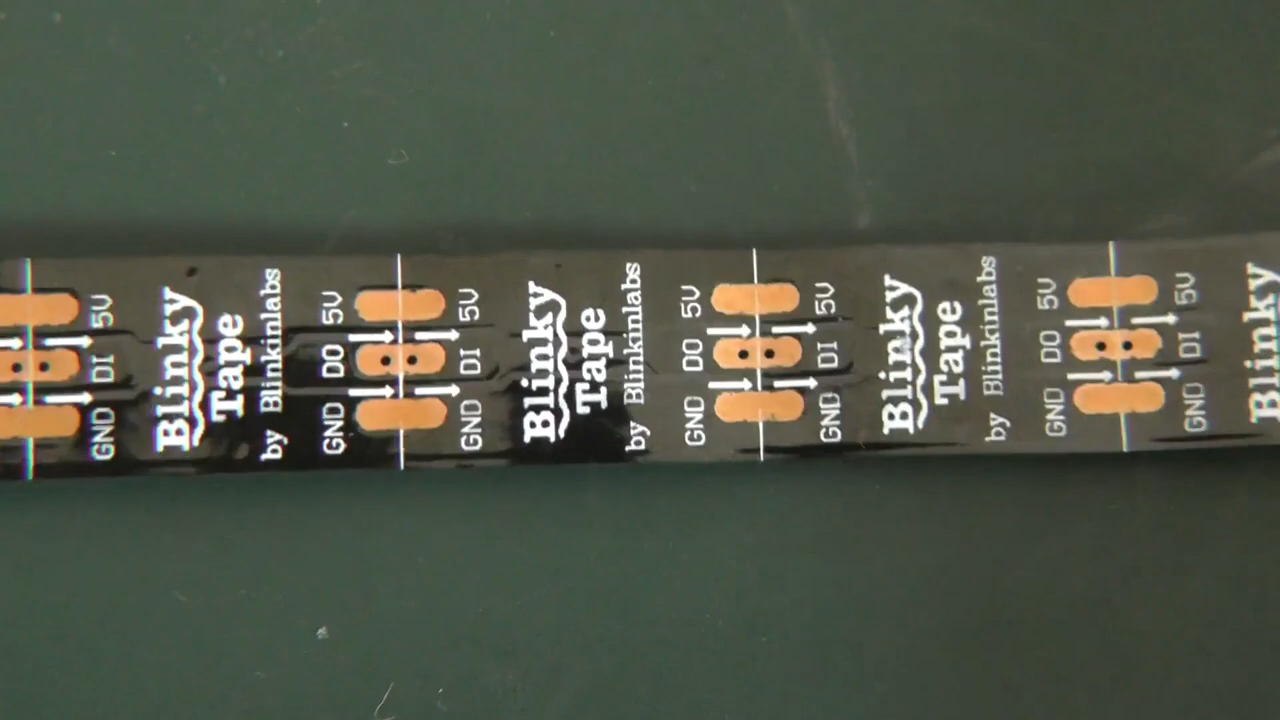 5V
DI
GND
Blinky
Tape
by Blinkinlabs
5V
DO
GND
5V
DI
GND
Blinky
Tape
by Blinkinlabs
5V
DO
GND
5V
DI
GND
Blinky
Tape
by Blinkinlabs
5V
DO
GND
5V
DI
GND
Blinky